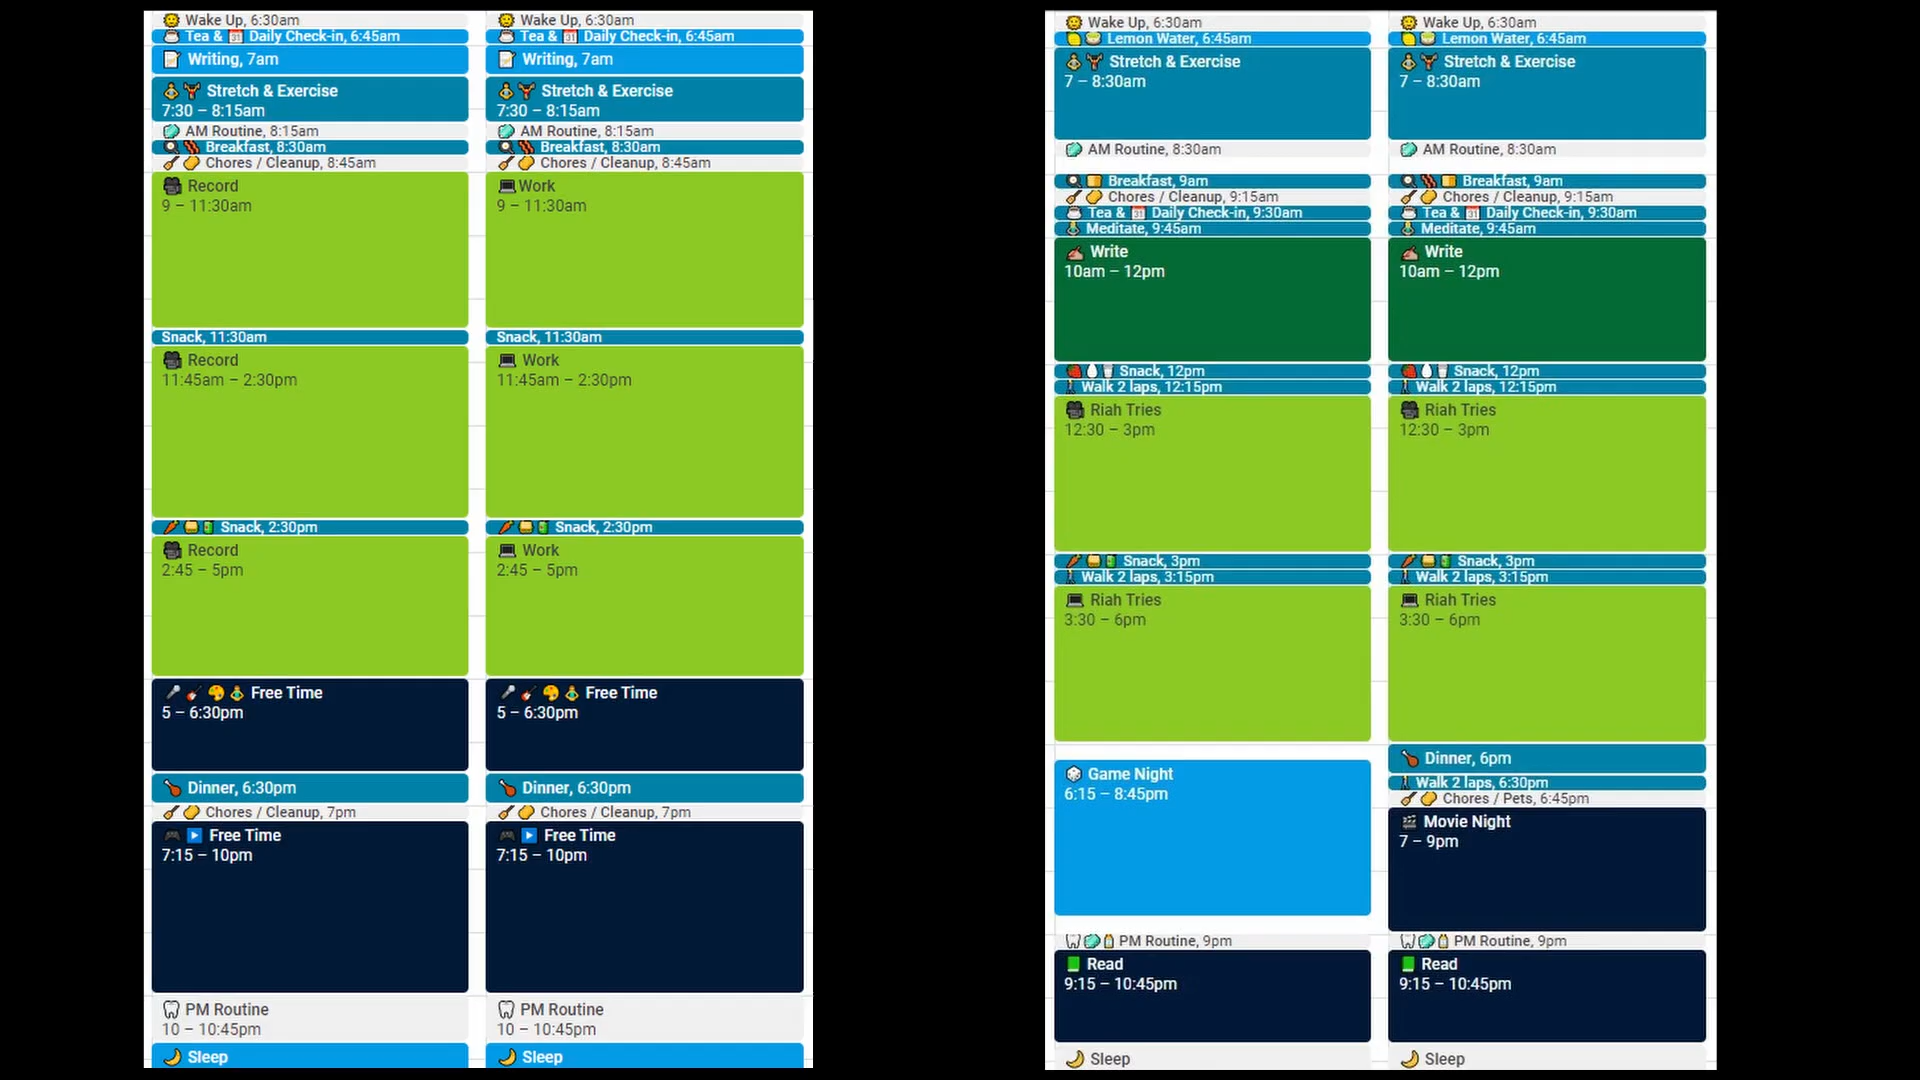 Wake Up, 6:30am
Tea & Daily Check-in, 6:45am
Writing, 7am
Stretch & Exercise
7:30 – 8:15am
AM Routine, 8:15am
Breakfast, 8:30am
Chores / Cleanup, 8:45am
Record
9 – 11:30am
Snack, 11:30am
Record
11:45am – 2:30pm
Snack, 2:30pm
Record
2:45 – 5pm
Free Time
5 – 6:30pm
Dinner, 6:30pm
Chores / Cleanup, 7pm
Free Time
7:15 – 10pm
PM Routine
10 – 10:45pm
Sleep
Wake Up, 6:30am
Tea & Daily Check-in, 6:45am
Writing, 7am
Stretch & Exercise
7:30 – 8:15am
AM Routine, 8:15am
Breakfast, 8:30am
Chores / Cleanup, 8:45am
Work
9 – 11:30am
Snack, 11:30am
Work
11:45am – 2:30pm
Snack, 2:30pm
Work
2:45 – 5pm
Free Time
5 – 6:30pm
Dinner, 6:30pm
Chores / Cleanup, 7pm
Free Time
7:15 – 10pm
PM Routine
10 – 10:45pm
Sleep
Wake Up, 6:30am
Lemon Water, 6:45am
Stretch & Exercise
7 – 8:30am
AM Routine, 8:30am
Breakfast, 9am
Chores / Cleanup, 9:15am
Tea & Daily Check-in, 9:30am
Meditate, 9:45am
Write
10am – 12pm
Snack, 12pm
Walk 2 laps, 12:15pm
Riah Tries
12:30 – 3pm
Snack, 3pm
Walk 2 laps, 3:15pm
Riah Tries
3:30 – 6pm
Game Night
6:15 – 8:45pm
PM Routine, 9pm
Read
9:15 – 10:45pm
Sleep
Wake Up, 6:30am
Lemon Water, 6:45am
Stretch & Exercise
7 – 8:30am
AM Routine, 8:30am
Breakfast, 9am
Chores / Cleanup, 9:15am
Tea & Daily Check-in, 9:30am
Meditate, 9:45am
Write
10am – 12pm
Snack, 12pm
Walk 2 laps, 12:15pm
Riah Tries
12:30 – 3pm
Snack, 3pm
Walk 2 laps, 3:15pm
Riah Tries
3:30 – 6pm
Dinner, 6pm
Walk 2 laps, 6:30pm
Chores / Pets, 6:45pm
Movie Night
7 – 9pm
PM Routine, 9pm
Read
9:15 – 10:45pm
Sleep